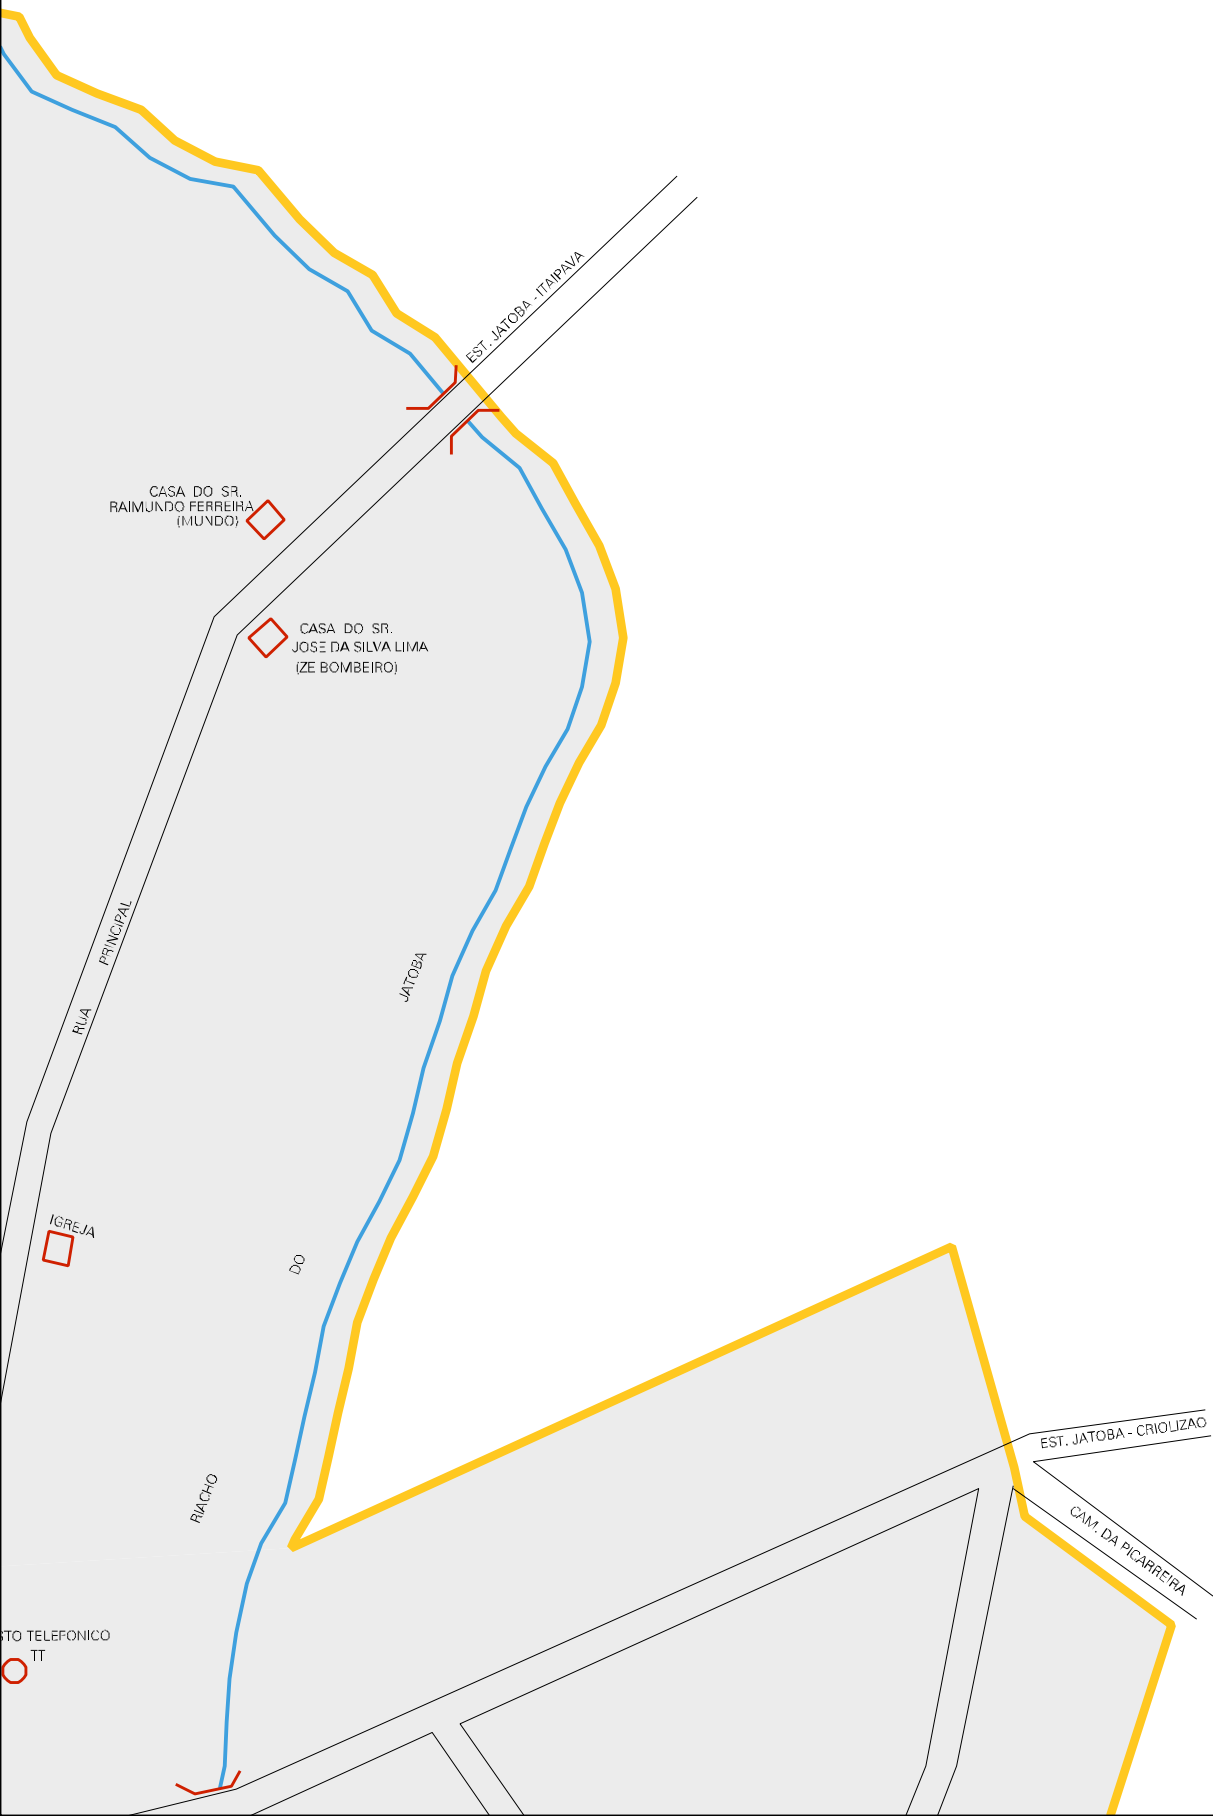 EST. JATOBA - ITAIPAVA
CASA DO SR.
RAIMUNDO FERREIRA
(MUNDO)
CASA DO SR.
JOSE DA SILVA LIMA
(ZE BOMBEIRO)
RUA PRINCIPAL
IGREJA
RIACHO DO JATOBA
EST. JATOBA - CRIOLIZAO
CAM. DA PICARREIRA
STO TELEFONICO
TT